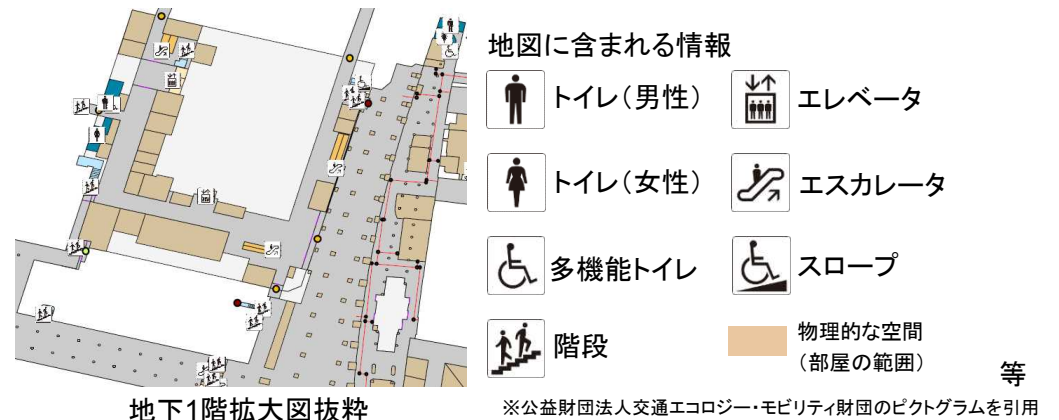 地図に含まれる情報
トイレ(男性)
エレベータ
トイレ(女性)
エスカレータ
多機能トイレ
スロープ
階段
物理的な空間
(部屋の範囲)
等
地下1階拡大図抜粋
※公益財団法人交通エコロジー・モビリティ財団のピクトグラムを引用